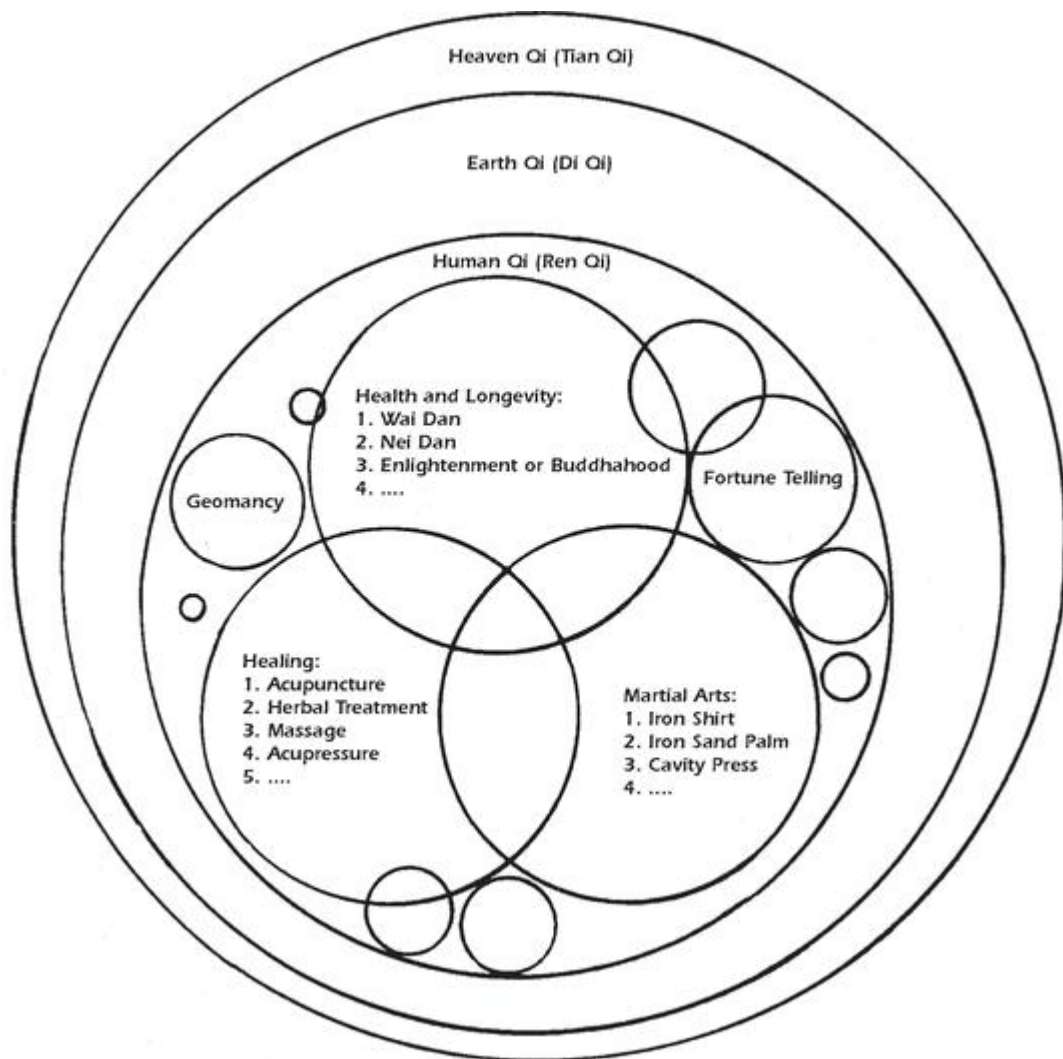 Heaven Qi (Tian Qi)
Earth Qi (Di Qi)
Human Qi (Ren Qi)
Health and Longevity:
1. Wai Dan
2. Nei Dan
3. Enlightenment or Buddhahood
4. ....
Geomancy
Fortune Telling
Healing:
1. Acupuncture
2. Herbal Treatment
3. Massage
4. Acupressure
5. ....
Martial Arts:
1. Iron Shirt
2. Iron Sand Palm
3. Cavity Press
4. ....